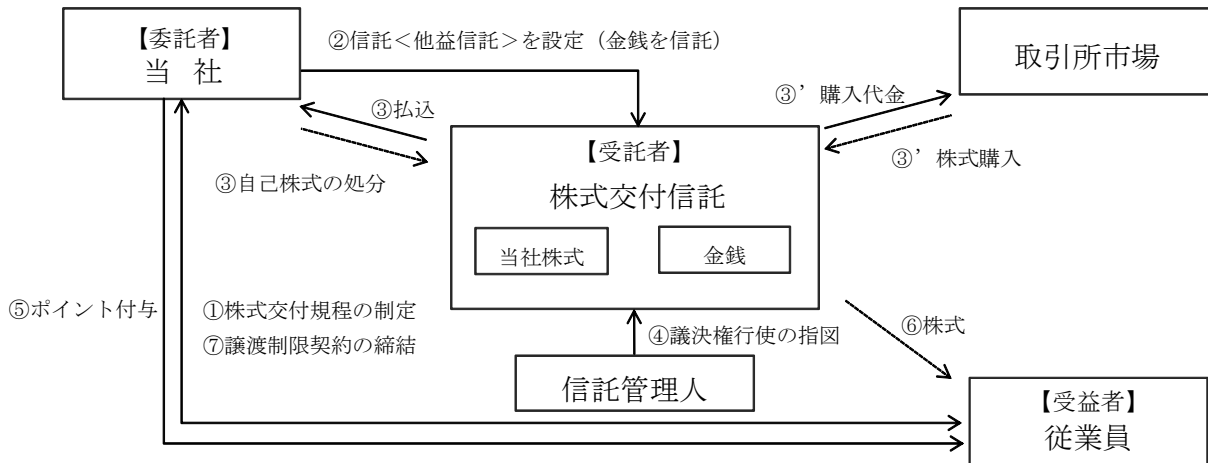 【委託者】
当 社
②信託<他益信託>を設定（金銭を信託）
取引所市場
③払込
③’購入代金
【受託者】
③’株式購入
③自己株式の処分
株式交付信託
当社株式
金銭
⑤ポイント付与
①株式交付規程の制定
⑥株式
④議決権行使の指図
⑦譲渡制限契約の締結
信託管理人
【受益者】
従業員